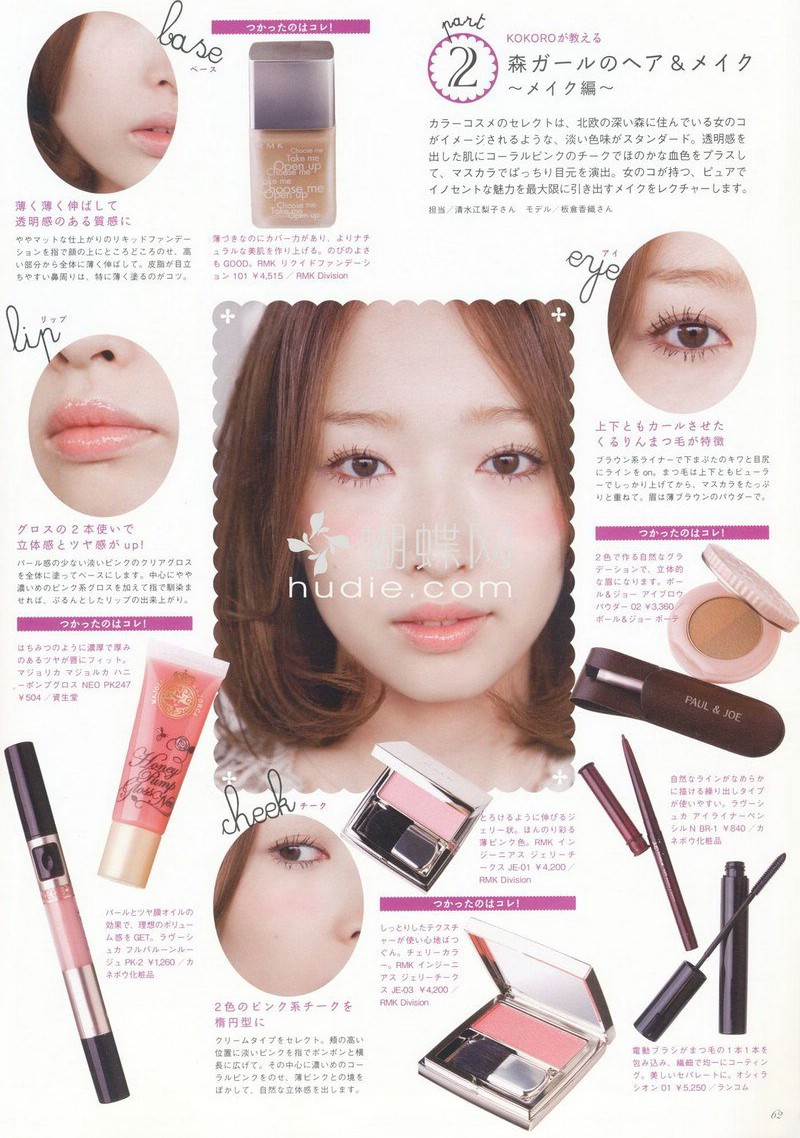 part
2
KOKOROが教える
森ガールのヘア＆メイク
〜メイク編〜
カラーコスメのセレクトは、北欧の深い森に住んでいる女のコ
がイメージされるような、淡い色味がスタンダード。透明感を
出した肌にコーラルピンクのチークでほのかな血色をプラスし
て、マスカラでぱっちり目元を演出。女のコが持つ、ピュアで
イノセントな魅力を最大限に引き出すメイクをレクチャーします。
担当／清水江梨子さん モデル／板倉香織さん
base
ベース
薄く薄く伸ばして
透明感のある質感に
ややマットな仕上がりのリキッドファンデー
ションを指で顔の上にところどころのせ、高
い部分から全体に薄く伸ばして。皮脂が目立
ちやすい鼻周りは、特に薄く塗るのがコツ。
つかったのはコレ！
RMK
Choose me
Take me
Open up
Choose me
Take me
Choose me
Open up
Choose me
Take me
Open up
薄づきなのにカバー力があり、よりナチ
ュラルな美肌を作り上げる。のびのよさ
もGOOD。RMK リクイドファンデーシ
ョン 101 ¥4,515 ／ RMK Division
eye
アイ
上下ともカールさせた
くるりんまつ毛が特徴
ブラウン系ライナーで下まぶたのキワと目尻
にラインをon。まつ毛は上下ともビューラ
ーでしっかり上げてから、マスカラをたっぷ
りと重ねて。眉は薄ブラウンのパウダーで。
つかったのはコレ！
2色で作る自然なグラ
デーションで、立体的
な眉になります。ポー
ル＆ジョー アイブロウ
パウダー 02 ¥3,360／
ポール＆ジョー ボーテ
PAUL & JOE
自然なラインがなめらか
に描ける繰り出しタイプ
が使いやすい。ラヴーシ
ュカ アイライナーペン
シルN BR-1 ¥840 ／カ
ネボウ化粧品
電動ブラシがまつ毛の1本1本を
包み込み、繊細で均一にコーティン
グ。美しいセパレートに。オシィラ
シオン 01 ¥5,250／ランコム
lip
リップ
グロスの2本使いで
立体感とツヤ感がup!
パール感の少ない淡いピンクのクリアグロス
を全体に塗ってベースにします。中心にやや
濃いめのピンク系グロスを加えて指で馴染ま
せれば、ぷるんとしたリップの出来上がり。
つかったのはコレ！
はちみつのように濃厚で厚み
のあるツヤが唇にフィット。
マジョリカ マジョルカ ハニ
ーポンプグロス NEO PK247
¥504 ／資生堂
Honey
Pump
Gloss Neo
パールとツヤ膜オイルの
効果で、理想のボリュー
ム感をGET。ラヴーシュ
カ フルバルーンルー
ジュ PK-2 ¥1,260 ／カ
ネボウ化粧品
蝴蝶网
hudie.com
cheek
チーク
2色のピンク系チークを
楕円型に
クリームタイプをセレクト。頬の高い
位置に淡いピンクを指でポンポンと横
長に広げて。その中心に濃いめのコー
ラルピンクをのせ、薄ピンクとの境を
ぼかして、自然な立体感を出します。
とろけるように伸びるジ
ェリー状。ほんのり彩る
薄ピンク色。RMK イン
ジーニアス ジェリーチ
ークス JE-01 ¥4,200 ／
RMK Division
つかったのはコレ！
しっとりしたテクスチ
ャーが使い心地ばつ
ぐん。チェリーカラ
ー。RMK インジーニ
アス ジェリーチーク
ス JE-03 ¥4,200 ／
RMK Division
62